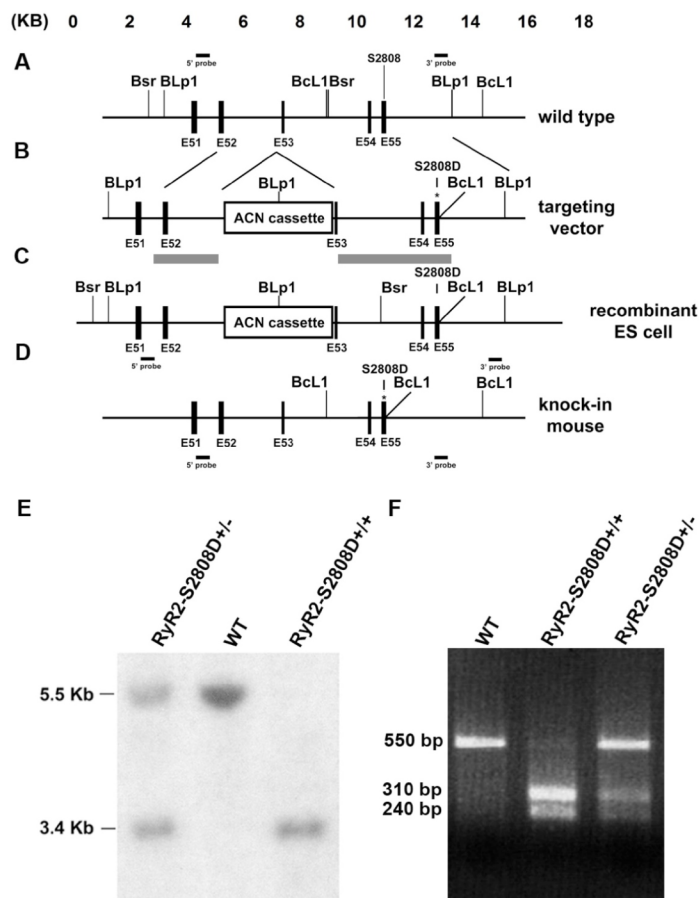 (KB) 0 2 4 6 8 10 12 14 16 18
5' probe 3' probe
A S2808
Bsr BLp1 BcL1 Bsr BLp1 BcL1
wild type
E51 E52 E53 E54 E55
B S2808D
BLp1 BLp1 * BcL1 BLp1
ACN cassette
targeting
vector
E51 E52 E53 E54 E55
C S2808D
Bsr BLp1 BLp1 Bsr BcL1 BLp1
ACN cassette
recombinant
ES cell
E51 E52 E53 E54 E55
5' probe 3' probe
D S2808D
BcL1 * BcL1 BcL1
knock-in
mouse
E51 E52 E53 E54 E55
5' probe 3' probe
E
RyR2-S2808D+/-
WT
RyR2-S2808D+/+
5.5 Kb
3.4 Kb
F
WT
RyR2-S2808D+/+
RyR2-S2808D+/-
550 bp
310 bp
240 bp